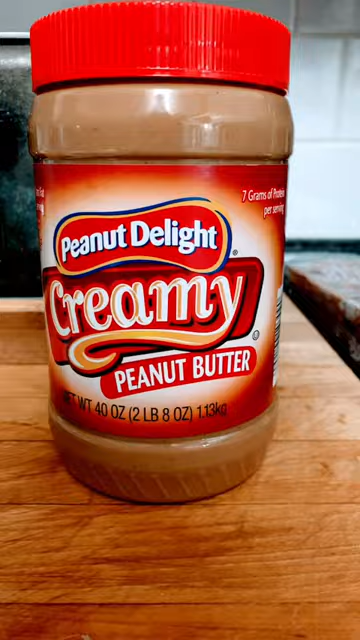 7 Grams of Protein
per serving
Peanut Delight®
Creamy
PEANUT BUTTER
NET WT 40 OZ (2 LB 8 OZ) 1.13kg